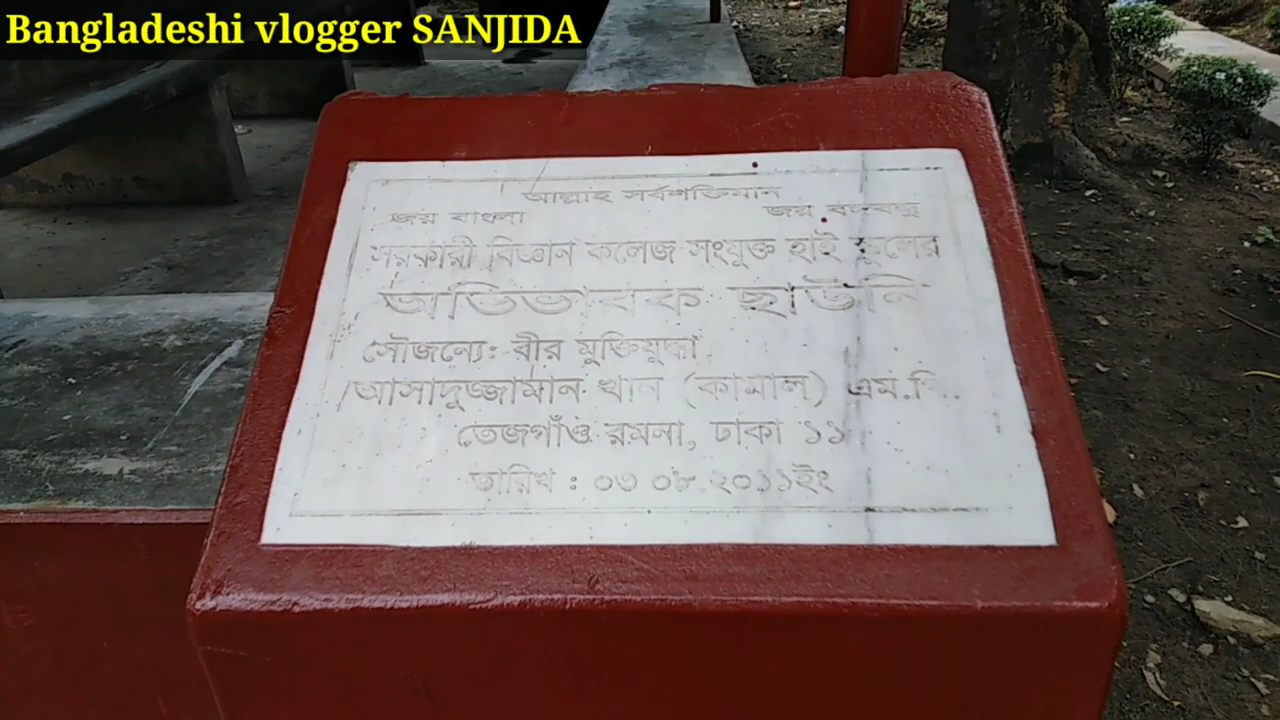 Bangladeshi vlogger SANJIDA
আল্লাহ সর্বশক্তিমান
জয় বাংলা জয় বঙ্গবন্ধু
সরকারী বিজ্ঞান কলেজ সংযুক্ত হাই স্কুলের
অভিভাবক ছাউনি
সৌজন্যে: বীর মুক্তিযুদ্ধা
আসাদুজ্জামান খান (কামাল) এম.পি.
তেজগাঁও রমনা, ঢাকা ১১
তারিখ : ০৩.০৮.২০১১ইং